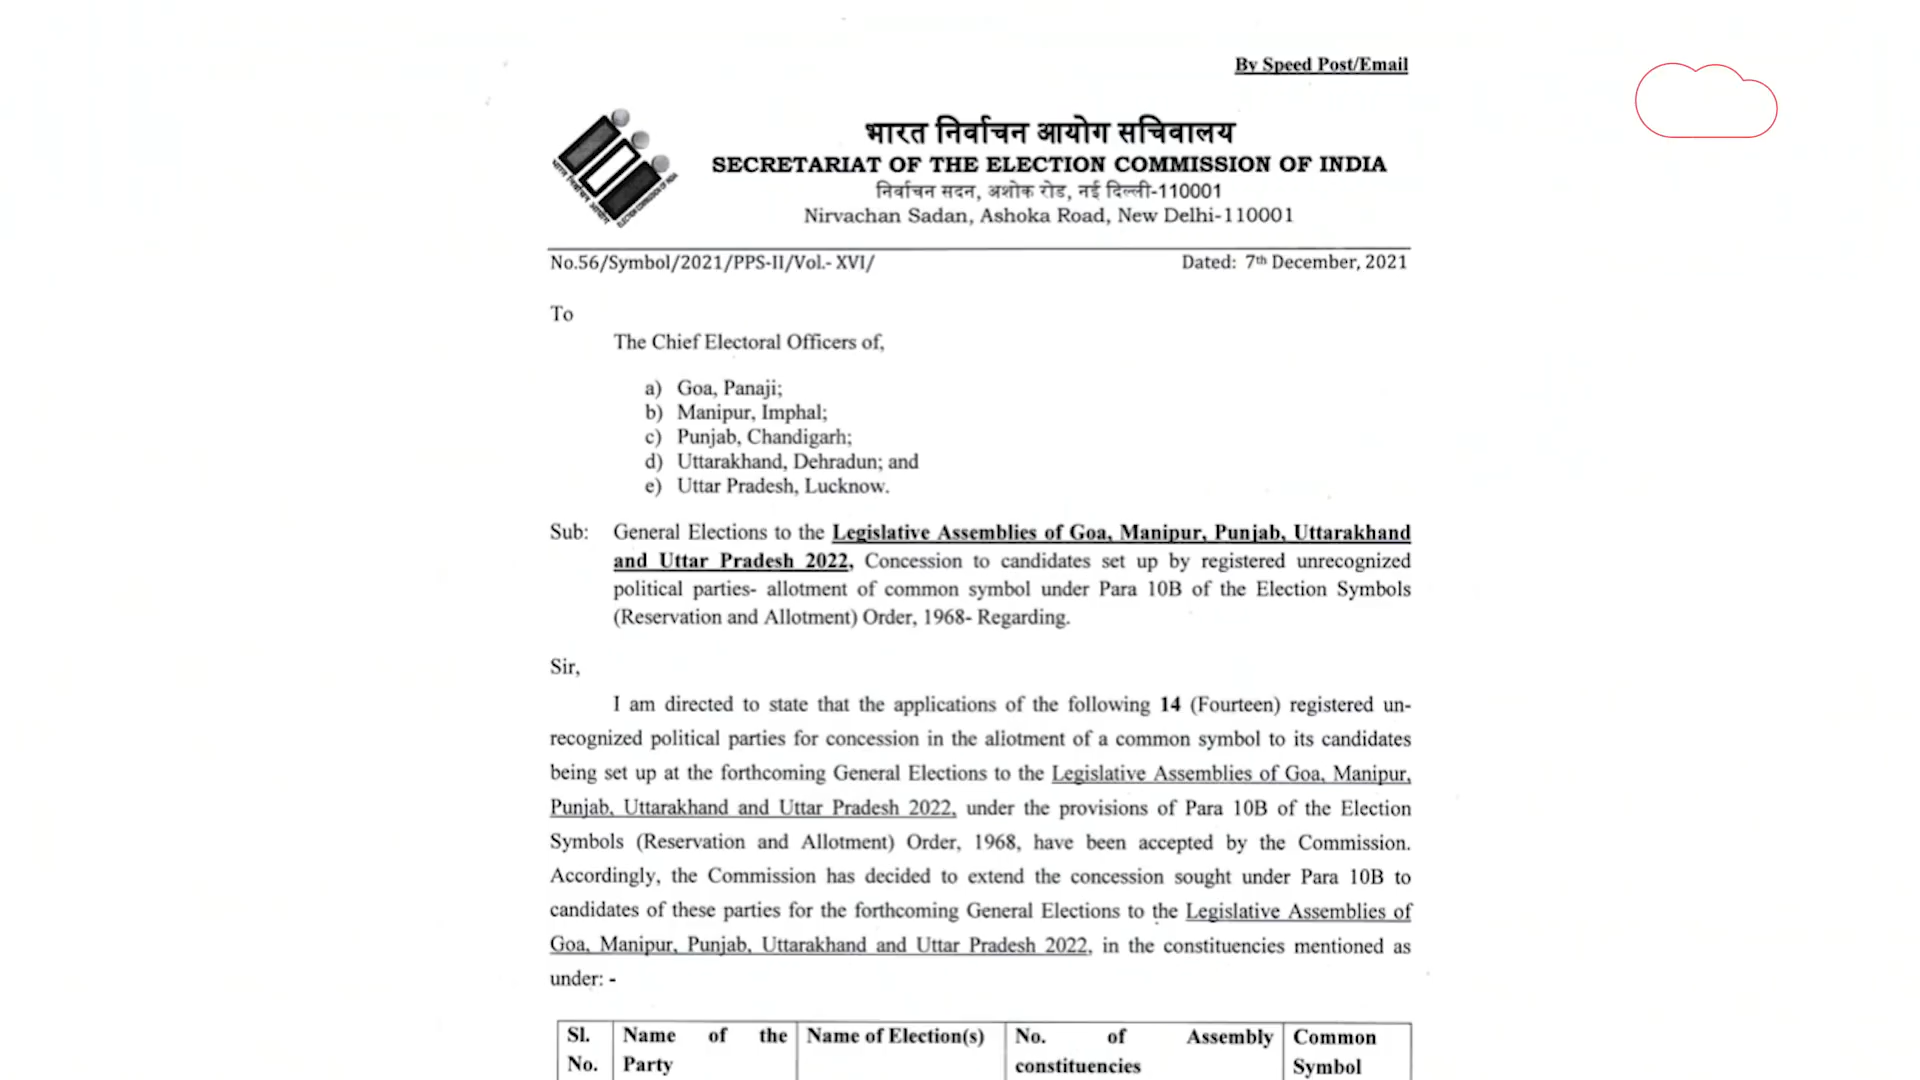 By Speed Post/Email
भारत निर्वाचन आयोग सचिवालय
SECRETARIAT OF THE ELECTION COMMISSION OF INDIA
निर्वाचन सदन, अशोक रोड, नई दिल्ली-110001
Nirvachan Sadan, Ashoka Road, New Delhi-110001
भारत निर्वाचन आयोग
ELECTION COMMISSION OF INDIA
No.56/Symbol/2021/PPS-II/Vol.- XVI/ Dated: 7th December, 2021
To
The Chief Electoral Officers of,
a) Goa, Panaji;
b) Manipur, Imphal;
c) Punjab, Chandigarh;
d) Uttarakhand, Dehradun; and
e) Uttar Pradesh, Lucknow.
Sub: General Elections to the Legislative Assemblies of Goa, Manipur, Punjab, Uttarakhand
and Uttar Pradesh 2022, Concession to candidates set up by registered unrecognized
political parties- allotment of common symbol under Para 10B of the Election Symbols
(Reservation and Allotment) Order, 1968- Regarding.
Sir,
I am directed to state that the applications of the following 14 (Fourteen) registered un-
recognized political parties for concession in the allotment of a common symbol to its candidates
being set up at the forthcoming General Elections to the Legislative Assemblies of Goa, Manipur,
Punjab, Uttarakhand and Uttar Pradesh 2022, under the provisions of Para 10B of the Election
Symbols (Reservation and Allotment) Order, 1968, have been accepted by the Commission.
Accordingly, the Commission has decided to extend the concession sought under Para 10B to
candidates of these parties for the forthcoming General Elections to the Legislative Assemblies of
Goa, Manipur, Punjab, Uttarakhand and Uttar Pradesh 2022, in the constituencies mentioned as
under: -
Sl. Name of the Name of Election(s) No. of Assembly Common
No. Party constituencies Symbol